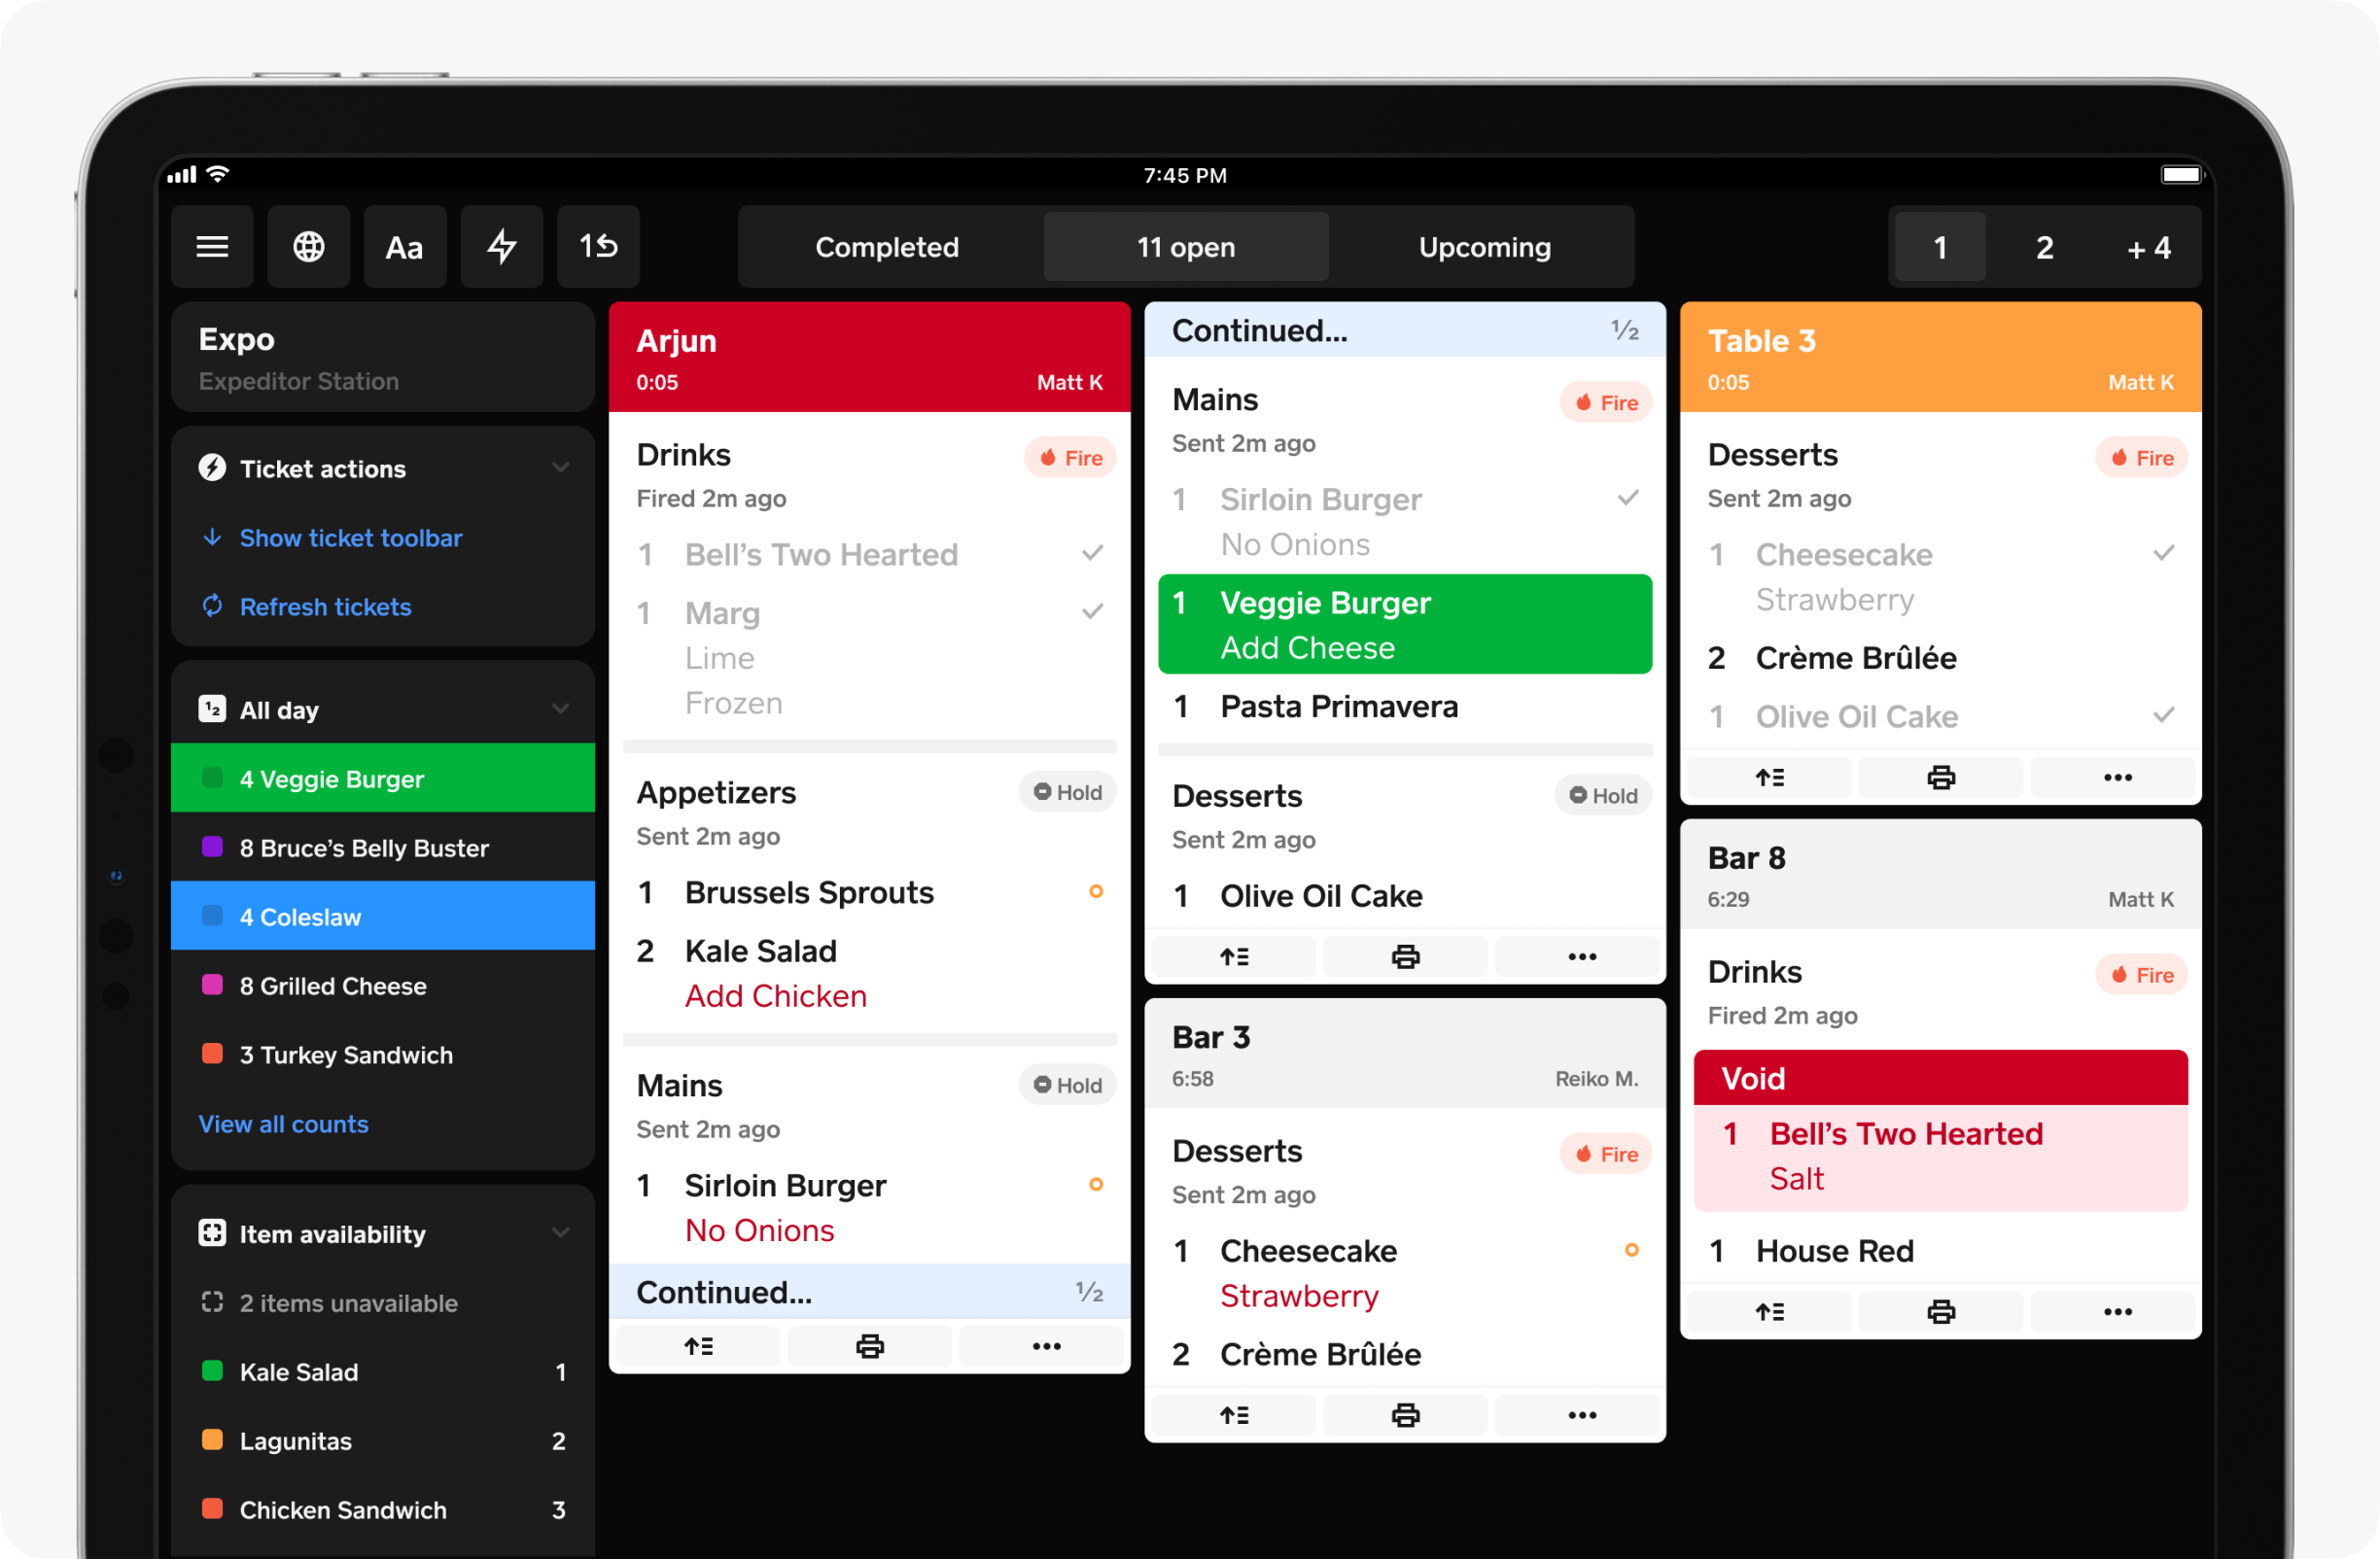 7:45 PM
Aa
1
Completed
11 open
Upcoming
1
2
+ 4
Expo
Expeditor Station
Ticket actions
Show ticket toolbar
Refresh tickets
1 2 All day
4 Veggie Burger
8 Bruce’s Belly Buster
4 Coleslaw
8 Grilled Cheese
3 Turkey Sandwich
View all counts
Item availability
2 items unavailable
Kale Salad 1
Lagunitas 2
Chicken Sandwich 3
Arjun
0:05 Matt K
Drinks Fire
Fired 2m ago
1 Bell’s Two Hearted
1 Marg
Lime
Frozen
Appetizers Hold
Sent 2m ago
1 Brussels Sprouts
2 Kale Salad
Add Chicken
Mains Hold
Sent 2m ago
1 Sirloin Burger
No Onions
Continued... 1/2
Continued... 1/2
Mains Fire
Sent 2m ago
1 Sirloin Burger
No Onions
1 Veggie Burger
Add Cheese
1 Pasta Primavera
Desserts Hold
Sent 2m ago
1 Olive Oil Cake
Bar 3
6:58 Reiko M.
Desserts Fire
Sent 2m ago
1 Cheesecake
Strawberry
2 Crème Brûlée
Table 3
0:05 Matt K
Desserts Fire
Sent 2m ago
1 Cheesecake
Strawberry
2 Crème Brûlée
1 Olive Oil Cake
Bar 8
6:29 Matt K
Drinks Fire
Fired 2m ago
Void
1 Bell’s Two Hearted
Salt
1 House Red